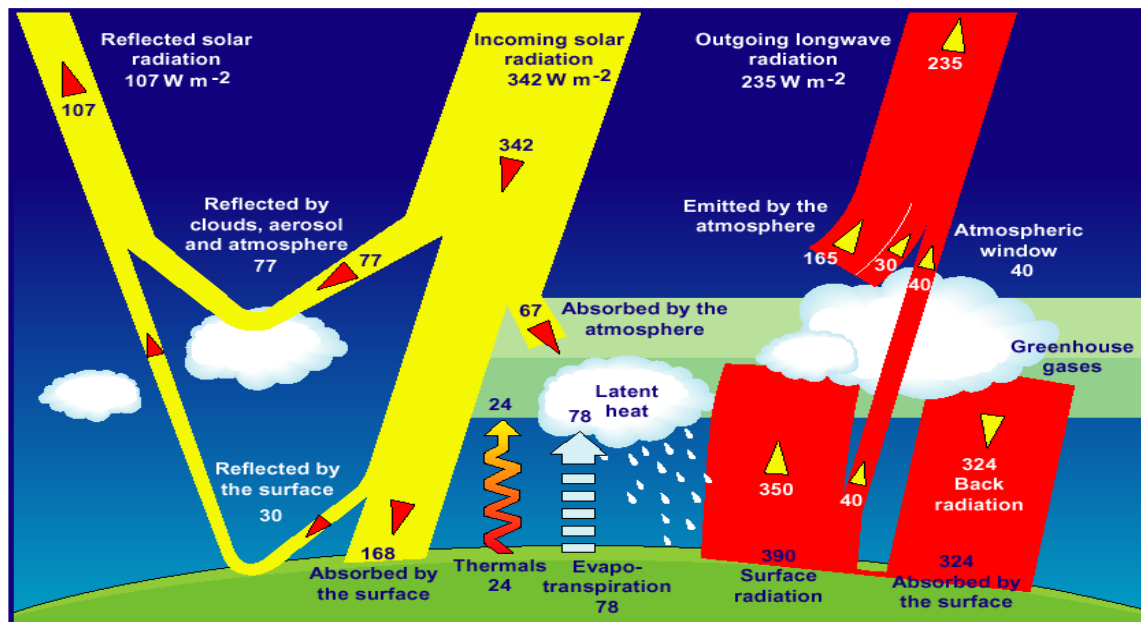 Reflected solar
radiation
107 W m-2
107
Incoming solar
radiation
342 W m-2
342
Outgoing longwave
radiation
235 W m-2
235
Reflected by
clouds, aerosol
and atmosphere
77
77
Emitted by the
atmosphere
165
30
40
Atmospheric
window
40
67
Absorbed by the
atmosphere
Greenhouse
gases
Latent
heat
24
78
Reflected by
the surface
30
350
40
324
Back
radiation
168
Absorbed by
the surface
Thermals
24
Evapo-
transpiration
78
390
Surface
radiation
324
Absorbed by
the surface